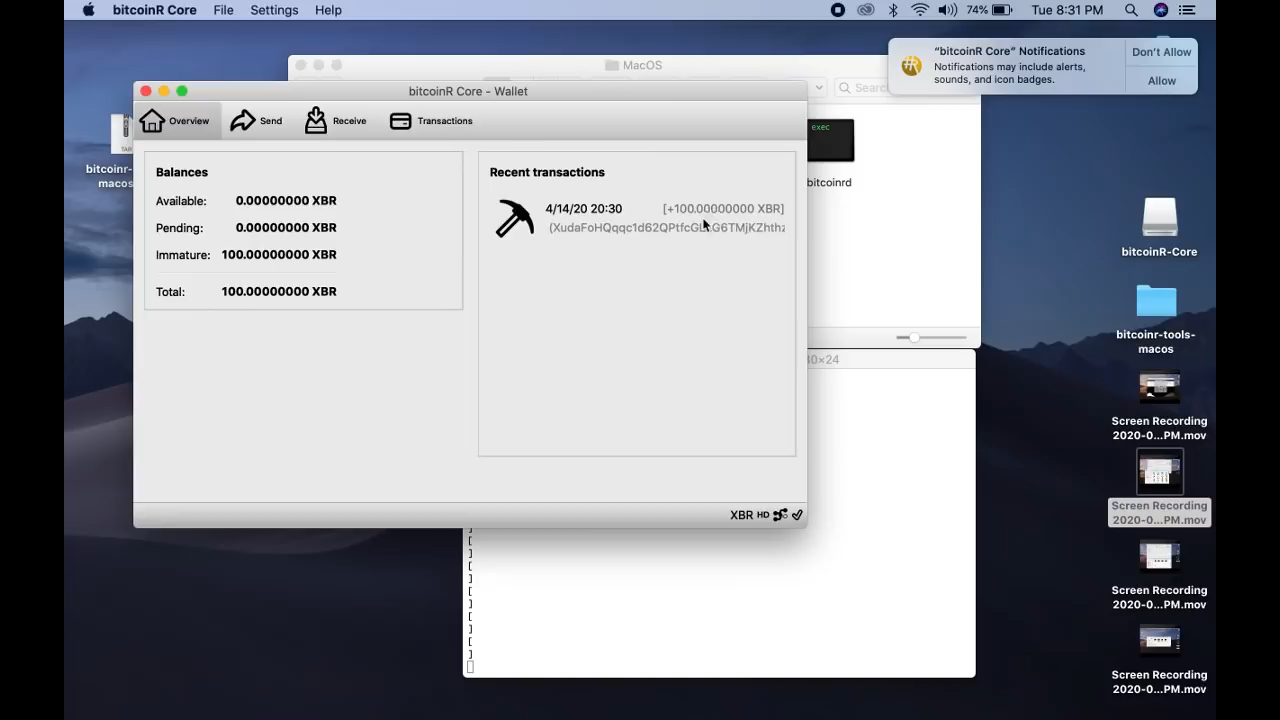 bitcoinR Core File Settings Help
74% Tue 8:31 PM
"bitcoinR Core" Notifications
Notifications may include alerts,
sounds, and icon badges.
Don't Allow
Allow
MacOS
bitcoinR Core - Wallet
Overview Send Receive Transactions
Balances
Available: 0.00000000 XBR
Pending: 0.00000000 XBR
Immature: 100.00000000 XBR
Total: 100.00000000 XBR
Recent transactions
4/14/20 20:30 [+100.00000000 XBR]
XBR HD
exec
bitcoinrd
bitcoinr-
macos
TAR
bitcoinR-Core
bitcoinr-tools-
macos
Screen Recording
2020-0...PM.mov
Screen Recording
2020-0...PM.mov
Screen Recording
2020-0...PM.mov
Screen Recording
2020-0...PM.mov